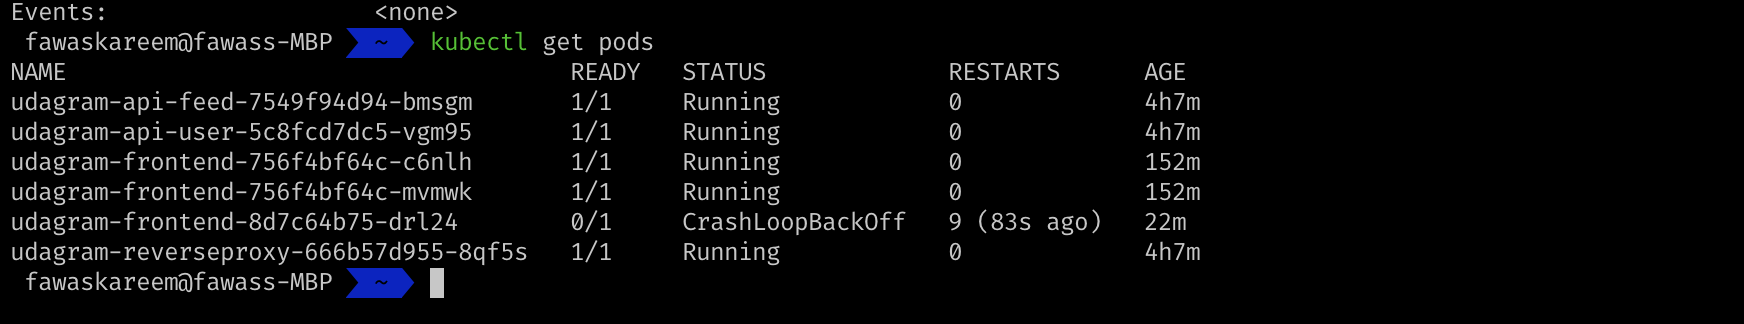 Events:                   <none>
fawaskareem@fawass-MBP ~ kubectl get pods
NAME                                    READY   STATUS             RESTARTS      AGE
udagram-api-feed-7549f94d94-bmsgm       1/1     Running            0             4h7m
udagram-api-user-5c8fcd7dc5-vgm95       1/1     Running            0             4h7m
udagram-frontend-756f4bf64c-c6nlh       1/1     Running            0             152m
udagram-frontend-756f4bf64c-mvmwk       1/1     Running            0             152m
udagram-frontend-8d7c64b75-drl24        0/1     CrashLoopBackOff   9 (83s ago)   22m
udagram-reverseproxy-666b57d955-8qf5s   1/1     Running            0             4h7m
fawaskareem@fawass-MBP ~